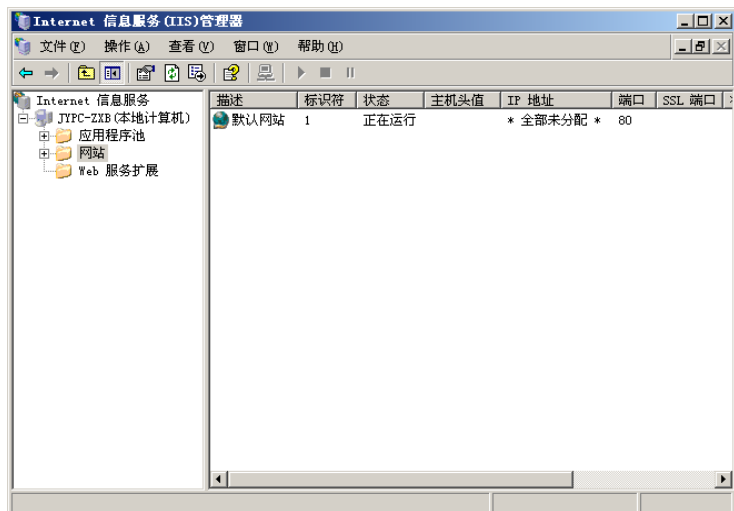 Internet 信息服务(IIS)管理器
文件(F) 操作(A) 查看(V) 窗口(W) 帮助(H)
Internet 信息服务
JYPC-ZXB(本地计算机)
应用程序池
网站
Web 服务扩展
描述 标识符 状态 主机头值 IP 地址 端口 SSL 端口
默认网站 1 正在运行 * 全部未分配 * 80